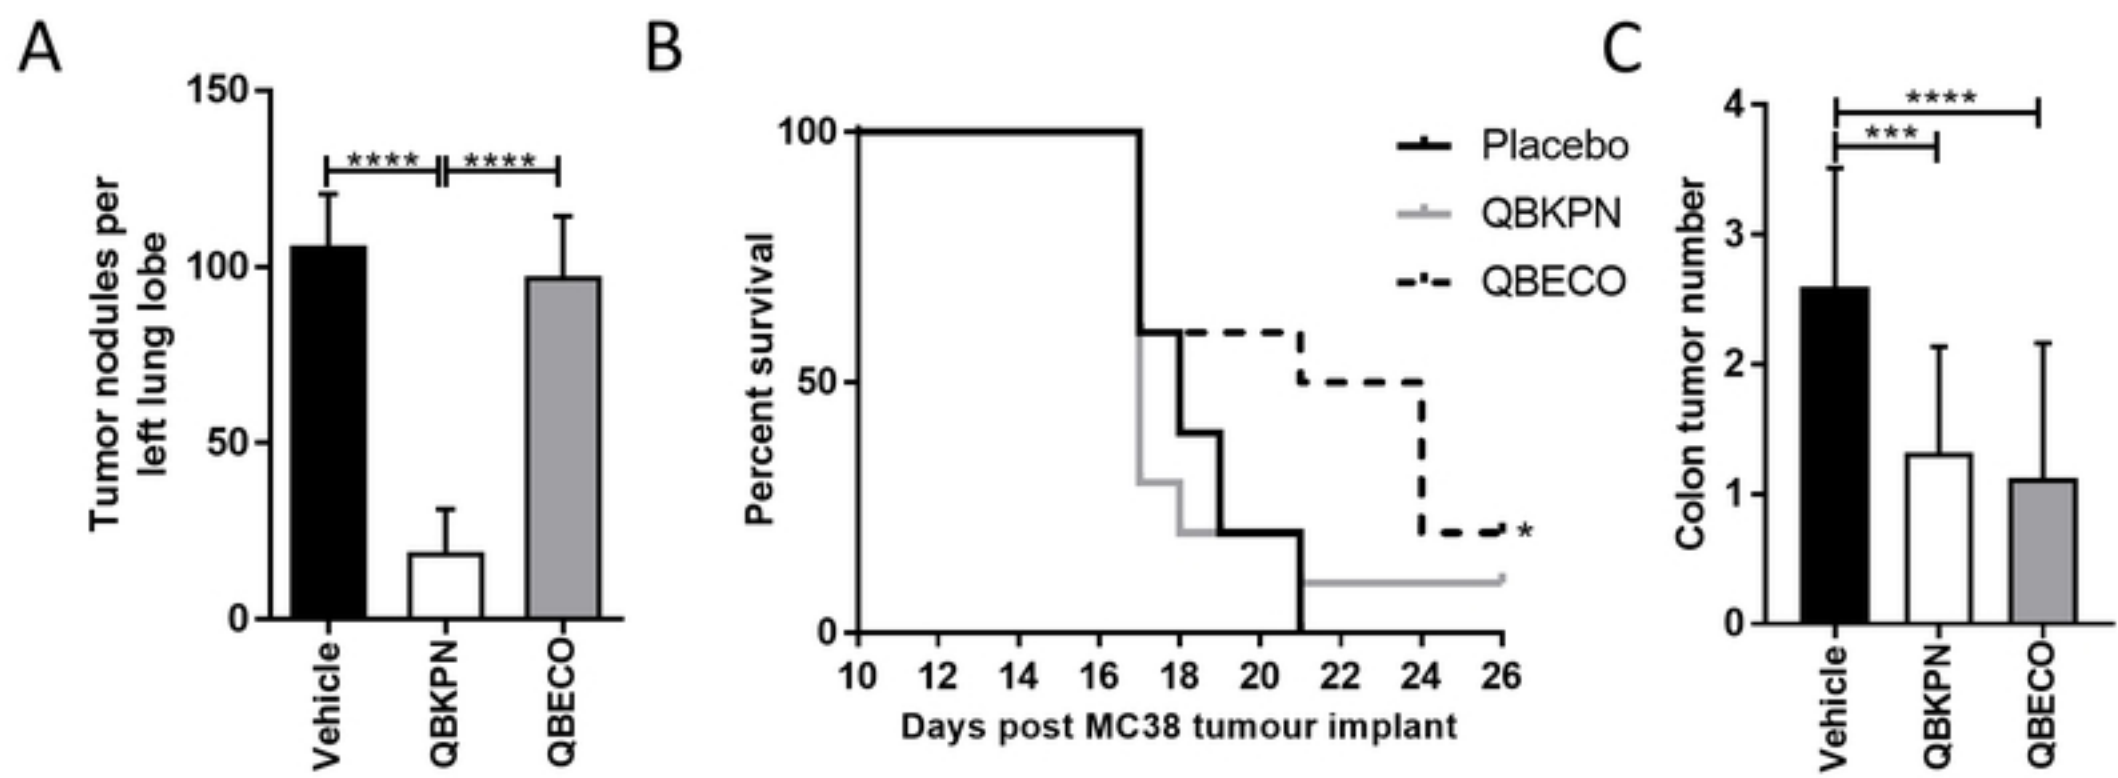 A
Tumor nodules per
left lung lobe
150
100
50
0
****
****
Vehicle
QBKPN
QBECO
B
Percent survival
100
50
0
Placebo
QBKPN
QBECO
*
10 12 14 16 18 20 22 24 26
Days post MC38 tumour implant
C
Colon tumor number
4
3
2
1
0
****
***
Vehicle
QBKPN
QBECO